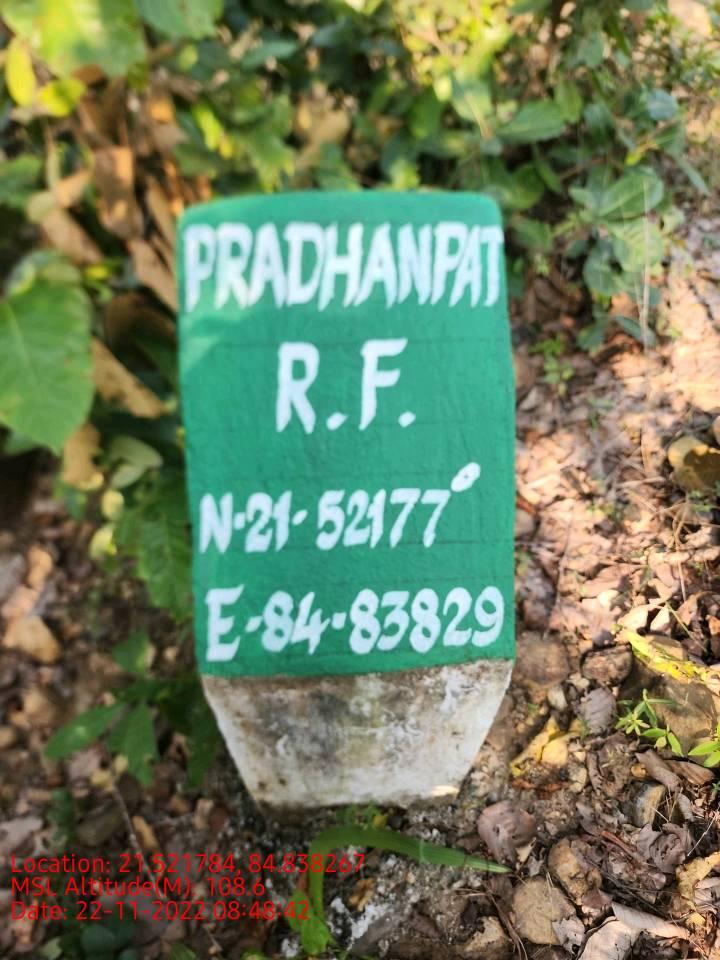 PRADHANPAT
R.F.
N-21.52177°
E-84.83829
Location: 21.521784, 84.838267
MSL Altitude(M), 108.6
Date: 22-11-2022 08:48:42